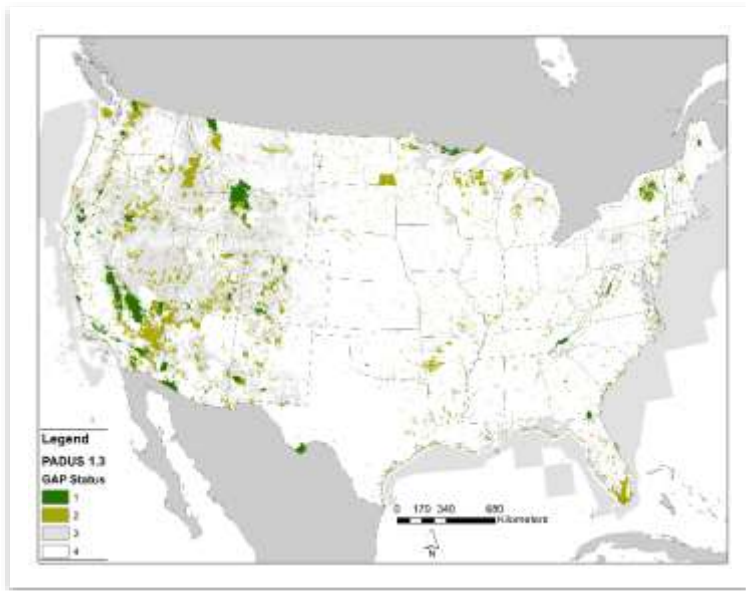 Legend
PADUS 1.3
GAP Status
1
2
3
4
0 170 340 680
Kilometers
N